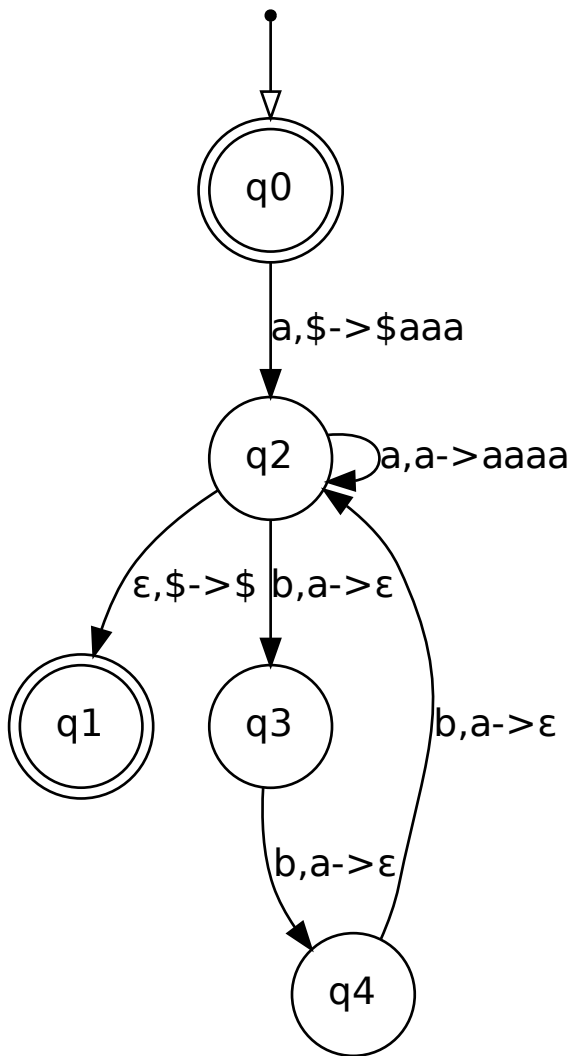 q0
a,$->$aaa
q2
a,a->aaaa
ε,$->$
b,a->ε
q1
q3
b,a->ε
b,a->ε
q4